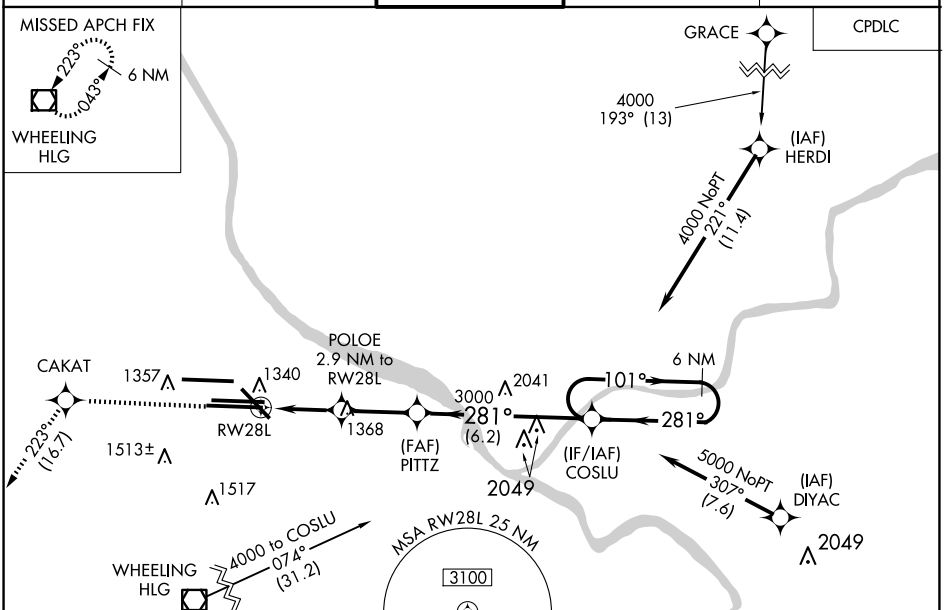 MISSED APCH FIX
223°
043°
6 NM
WHEELING
HLG
GRACE
CPDLC
4000
193° (13)
(IAF)
HERDI
4000 NoPT
221°
(11.4)
POLOE
2.9 NM to
RW28L
CAKAT
1357
1340
RW28L
1368
3000
281°
(6.2)
2041
6 NM
101°
281°
(FAF)
PITTZ
(IF/IAF)
COSLU
2049
223°
(16.7)
1513±
1517
5000 NoPT
307°
(7.6)
(IAF)
DIYAC
2049
4000 to COSLU
074°
(31.2)
WHEELING
HLG
MSA RW28L 25 NM
3100